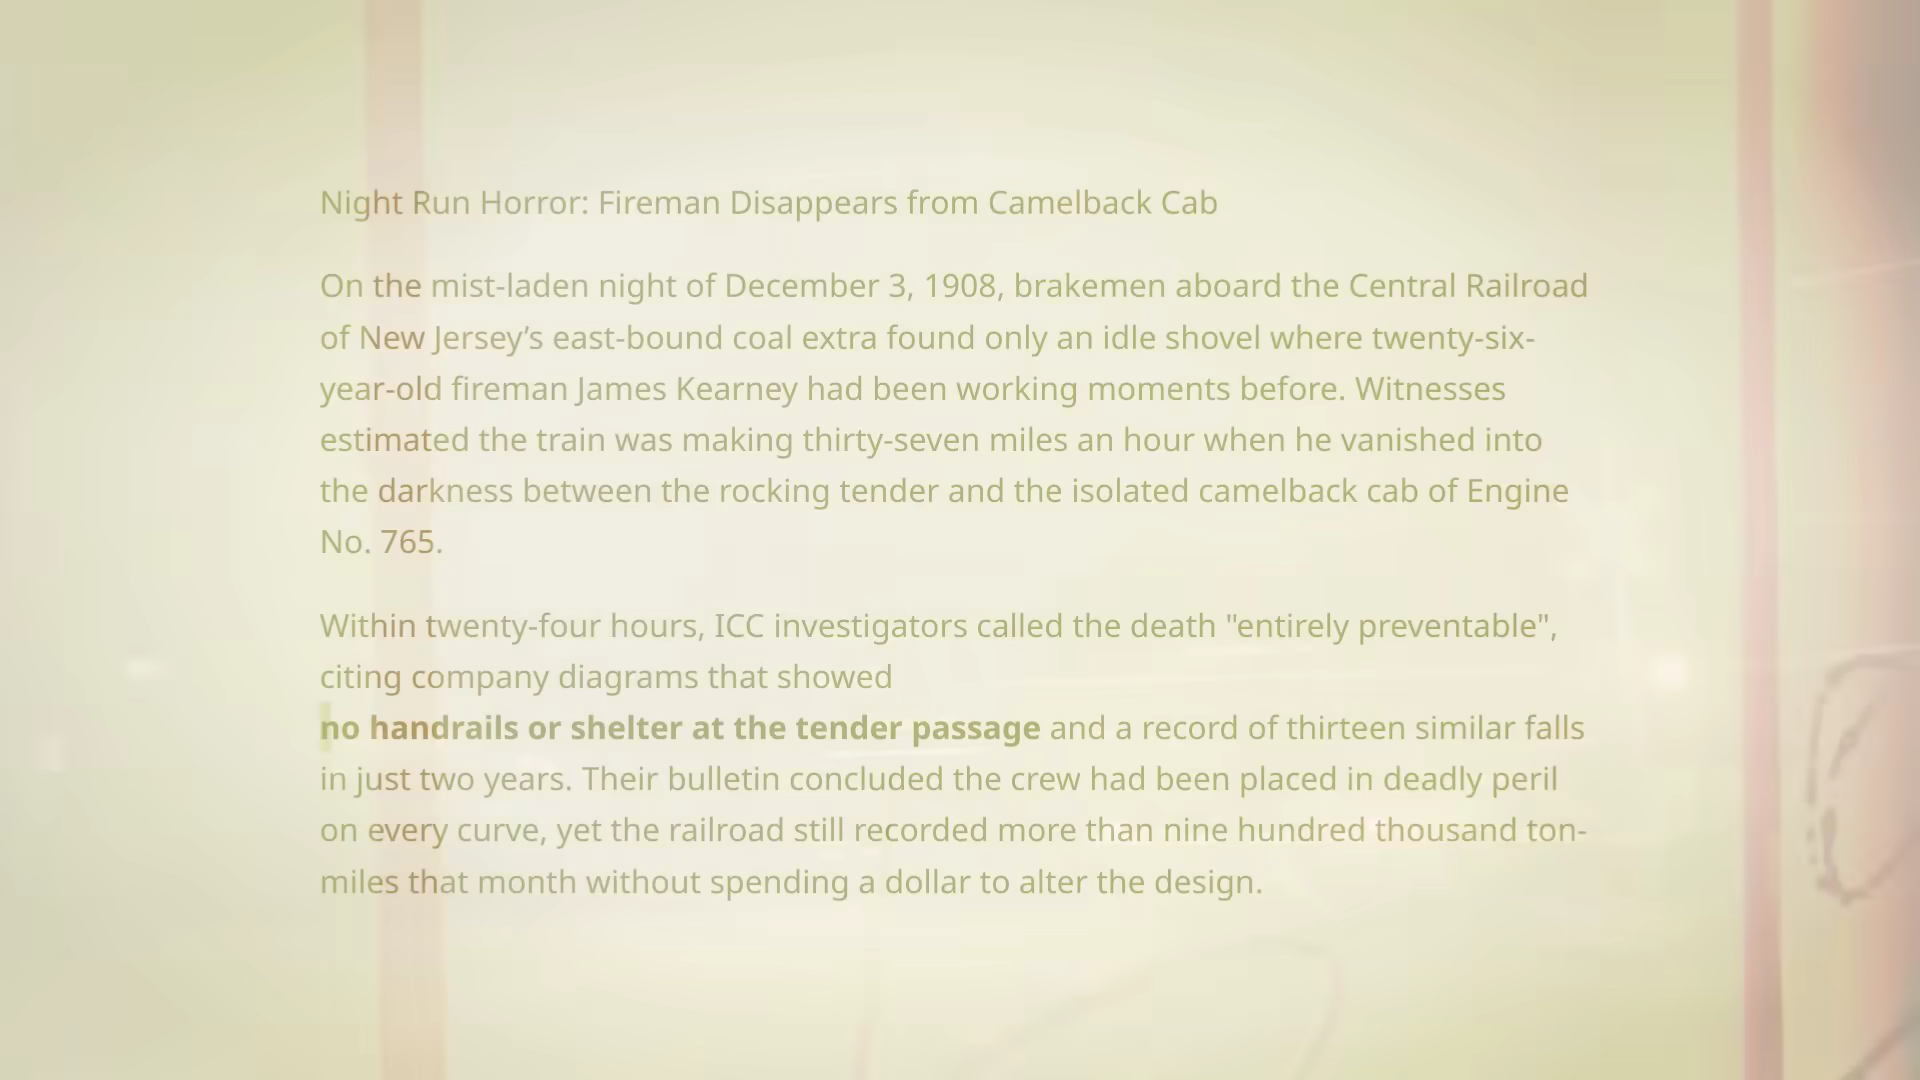 Night Run Horror: Fireman Disappears from Camelback Cab
On the mist-laden night of December 3, 1908, brakemen aboard the Central Railroad
of New Jersey’s east-bound coal extra found only an idle shovel where twenty-six-
year-old fireman James Kearney had been working moments before. Witnesses
estimated the train was making thirty-seven miles an hour when he vanished into
the darkness between the rocking tender and the isolated camelback cab of Engine
No. 765.
Within twenty-four hours, ICC investigators called the death "entirely preventable",
citing company diagrams that showed
no handrails or shelter at the tender passage and a record of thirteen similar falls
in just two years. Their bulletin concluded the crew had been placed in deadly peril
on every curve, yet the railroad still recorded more than nine hundred thousand ton-
miles that month without spending a dollar to alter the design.